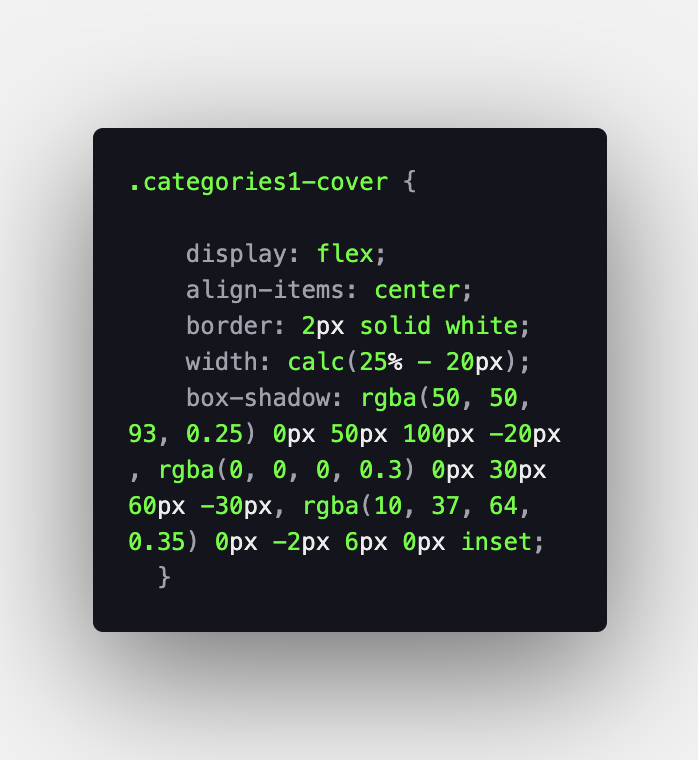 .categories1-cover {
display: flex;
align-items: center;
border: 2px solid white;
width: calc(25% - 20px);
box-shadow: rgba(50, 50,
93, 0.25) 0px 50px 100px -20px
, rgba(0, 0, 0, 0.3) 0px 30px
60px -30px, rgba(10, 37, 64,
0.35) 0px -2px 6px 0px inset;
}